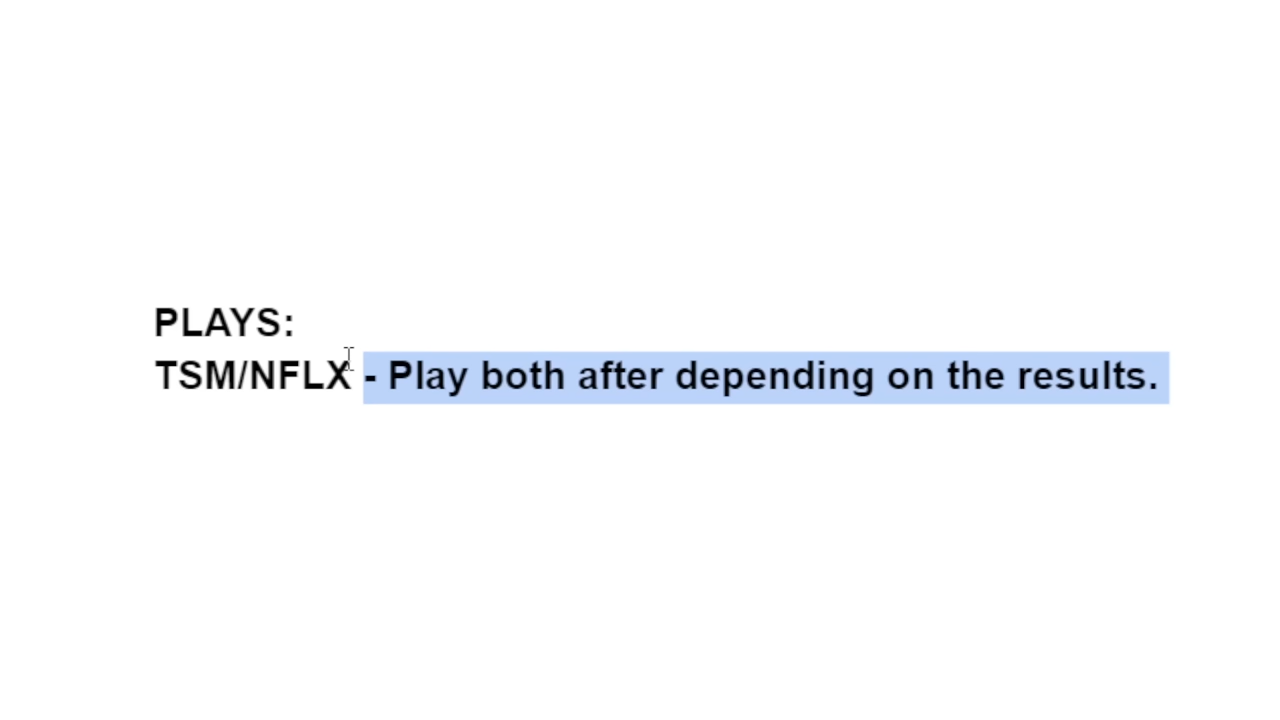 PLAYS:
TSM/NFLX - Play both after depending on the results.